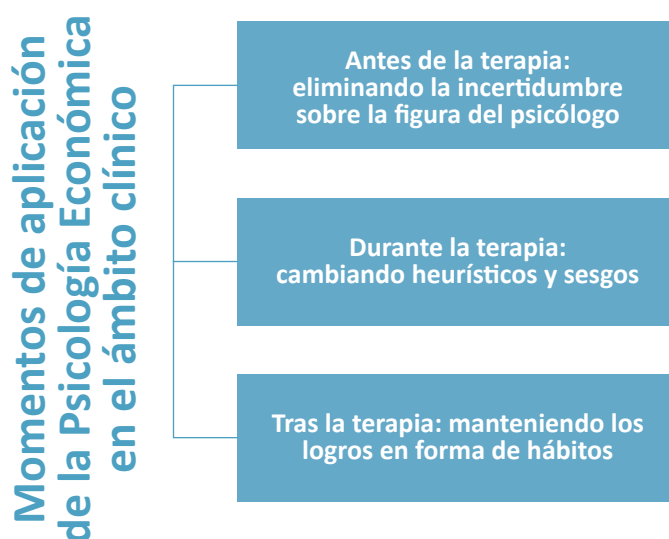 Momentos de aplicación
de la Psicología Económica
en el ámbito clínico
Antes de la terapia:
eliminando la incertidumbre
sobre la figura del psicólogo
Durante la terapia:
cambiando heurísticos y sesgos
Tras la terapia: manteniendo los
logros en forma de hábitos